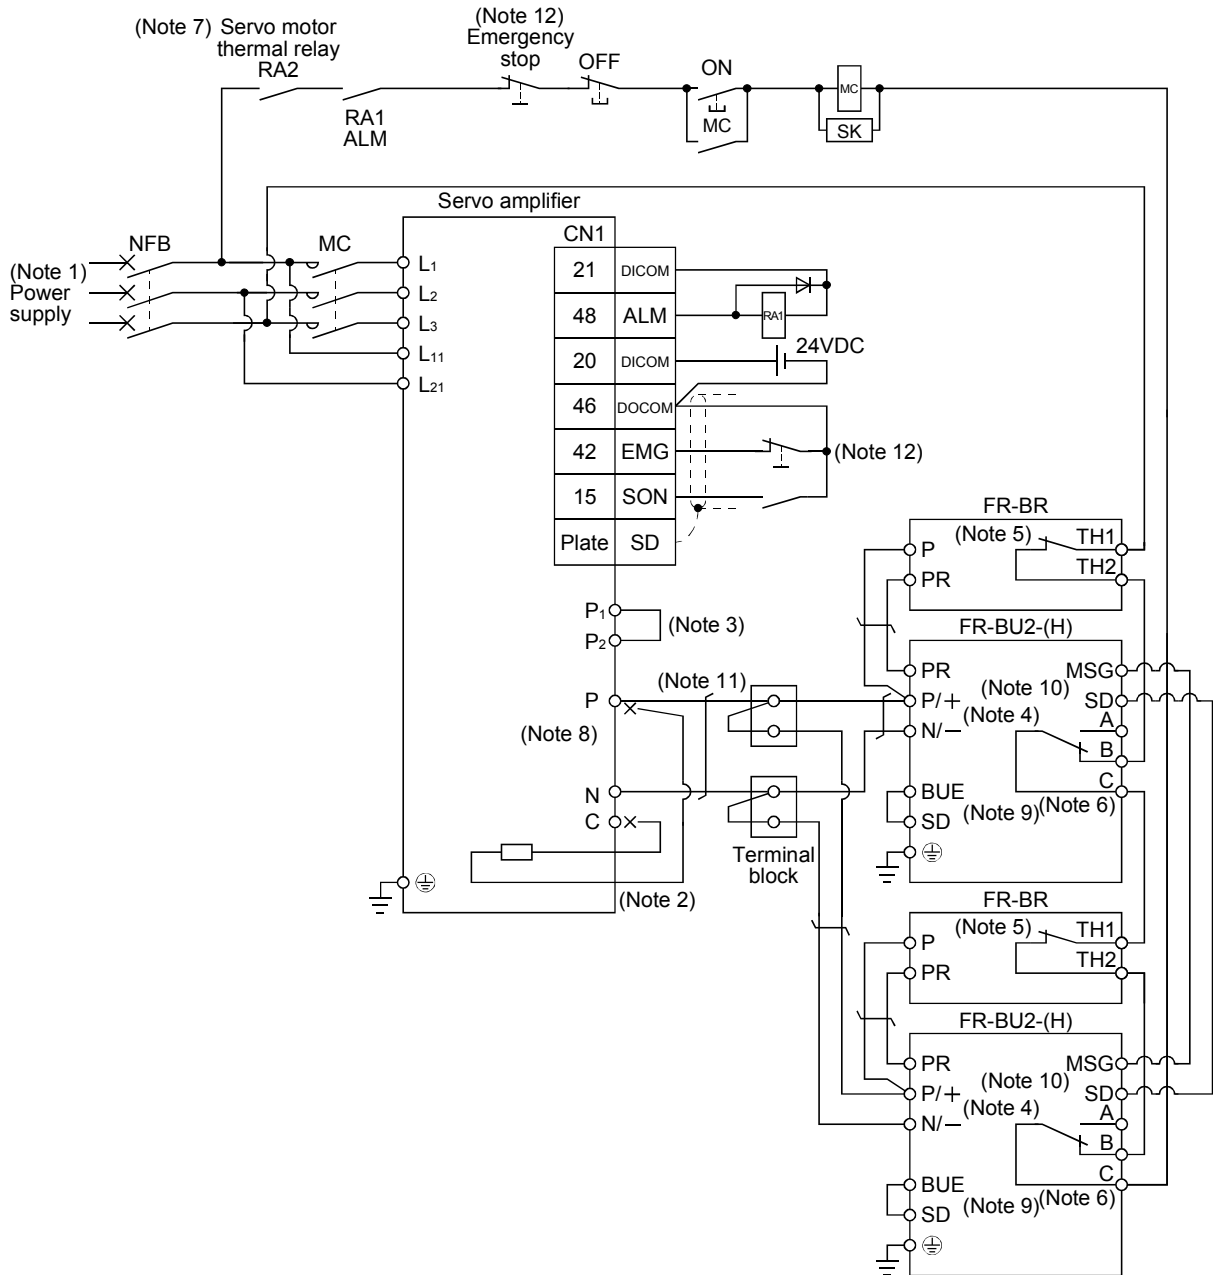 (Note 7) Servo motor
thermal relay
RA2
(Note 12)
Emergency
stop
OFF
ON
MC
RA1
ALM
MC
SK
Servo amplifier
NFB
MC
(Note 1)
Power
supply
L1
L2
L3
L11
L21
CN1
21 DICOM
48 ALM
RA1
20 DICOM
24VDC
46 DOCOM
42 EMG
(Note 12)
15 SON
Plate SD
P1
P2
(Note 3)
P
(Note 11)
(Note 8)
N
C
(Note 2)
Terminal
block
FR-BR
(Note 5)
P
PR
TH1
TH2
FR-BU2-(H)
PR
P/+
N/−
BUE
SD
MSG
(Note 10)
SD
(Note 4)
A
B
C
(Note 9)
(Note 6)
FR-BR
(Note 5)
P
PR
TH1
TH2
FR-BU2-(H)
PR
P/+
N/−
BUE
SD
MSG
(Note 10)
SD
(Note 4)
A
B
C
(Note 9)
(Note 6)